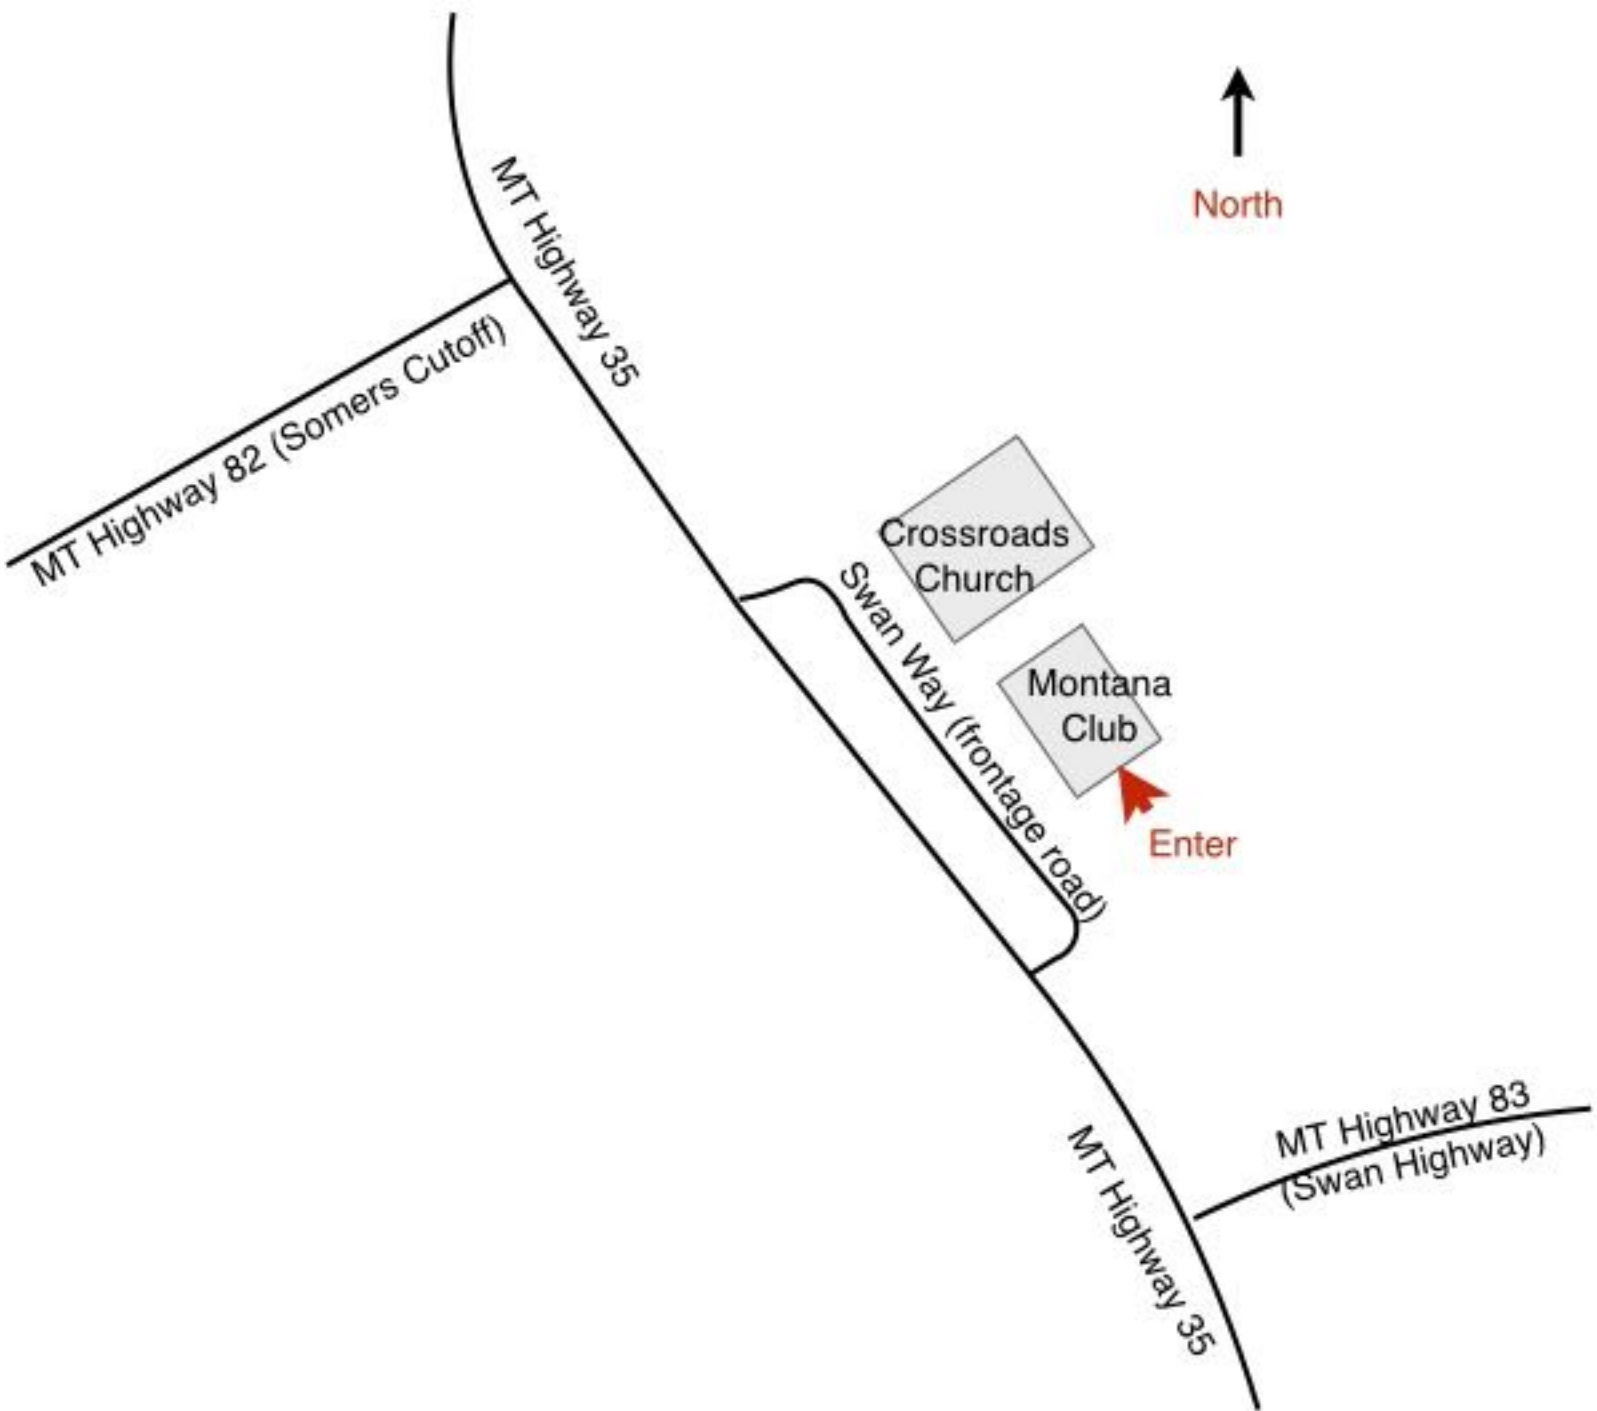 MT Highway 35
North
MT Highway 82 (Somers Cutoff)
Crossroads
Church
Swan Way (frontage road)
Montana
Club
Enter
MT Highway 83
(Swan Highway)
MT Highway 35